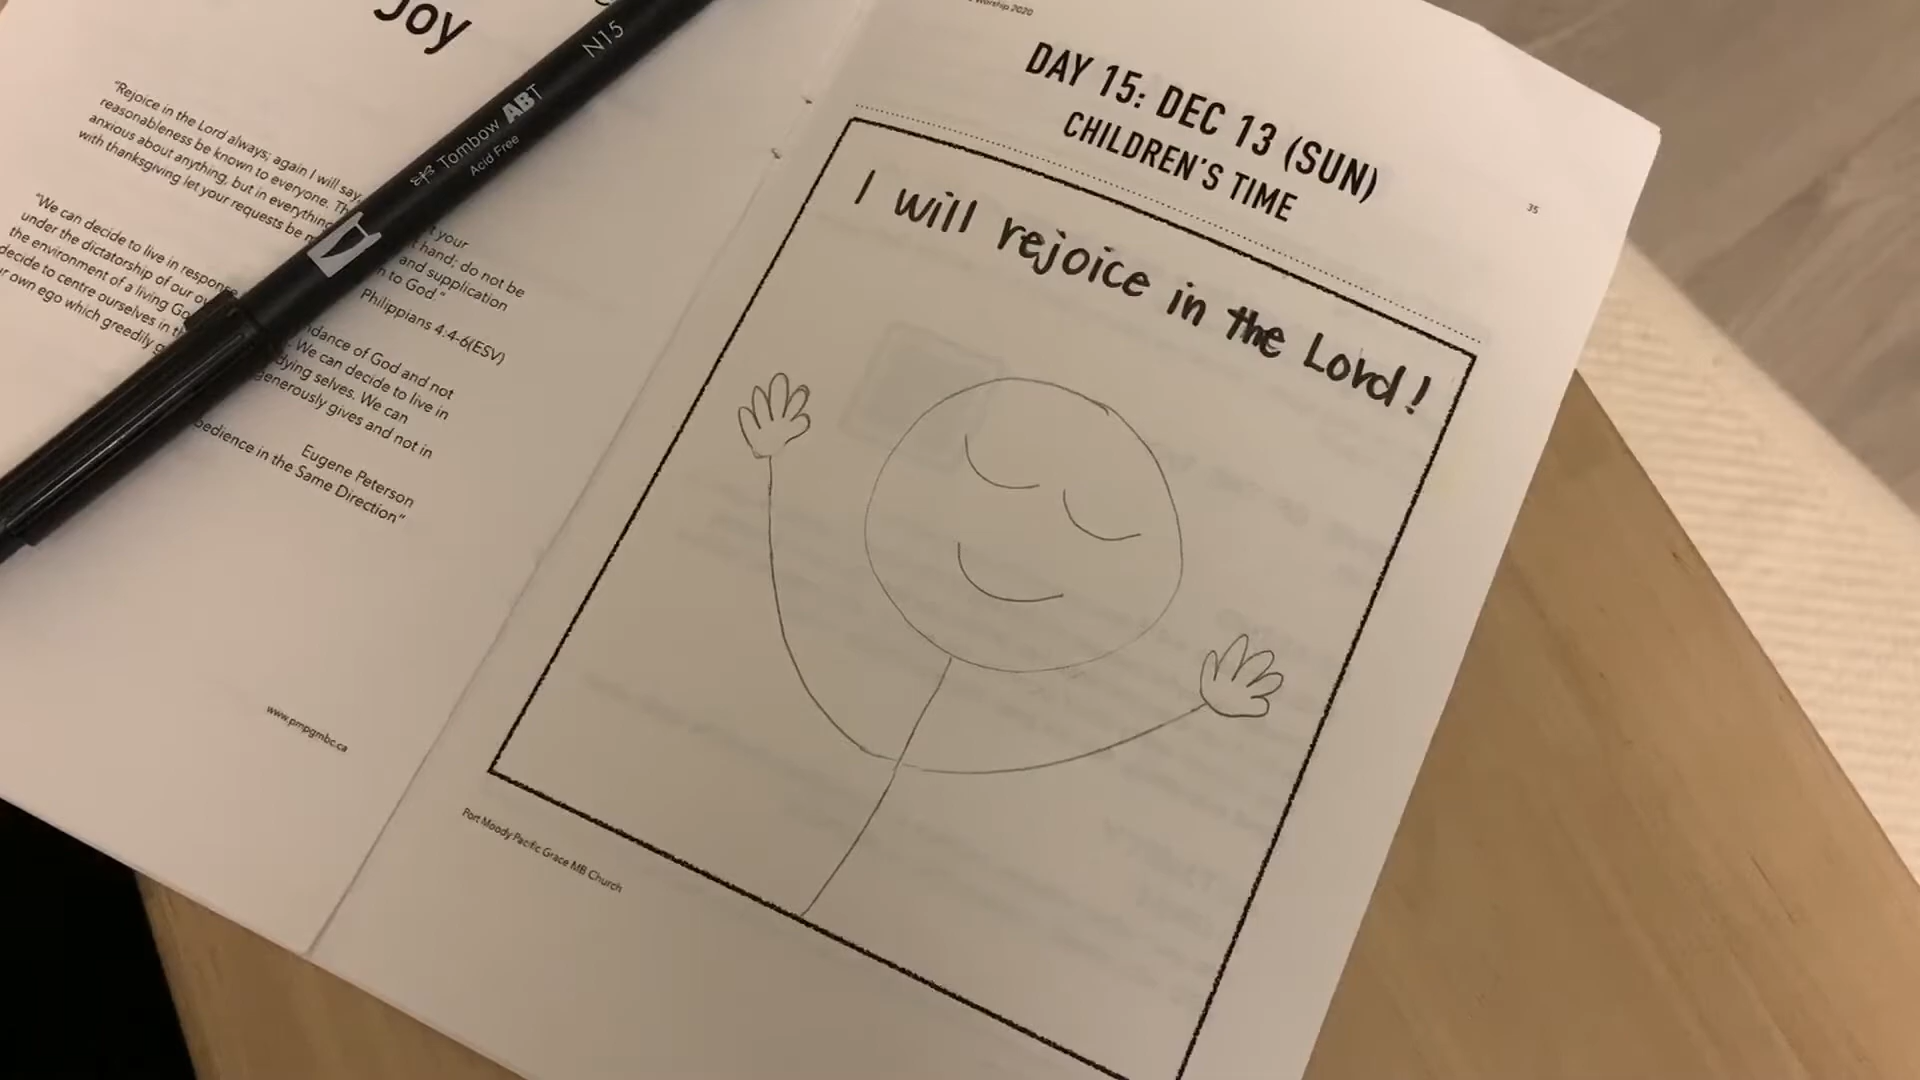 Joy
"Rejoice in the Lord always; again I will say,
reasonableness be known to everyone. Th
anxious about anything, but in everything
with thanksgiving let your requests be m
t your
t hand; do not be
and supplication
n to God."
Philippians 4:4-6(ESV)
"We can decide to live in response
under the dictatorship of our ow
the environment of a living Go
decide to centre ourselves in th
r own ego which greedily g
ndance of God and not
. We can decide to live in
dying selves. We can
generously gives and not in
Eugene Peterson
bedience in the Same Direction"
www.pmpgmbc.ca
N15
Tombow ABT
Acid Free
Worship 2020
35
DAY 15: DEC 13 (SUN)
CHILDREN'S TIME
I will rejoice in the Lord!
Port Moody Pacific Grace MB Church